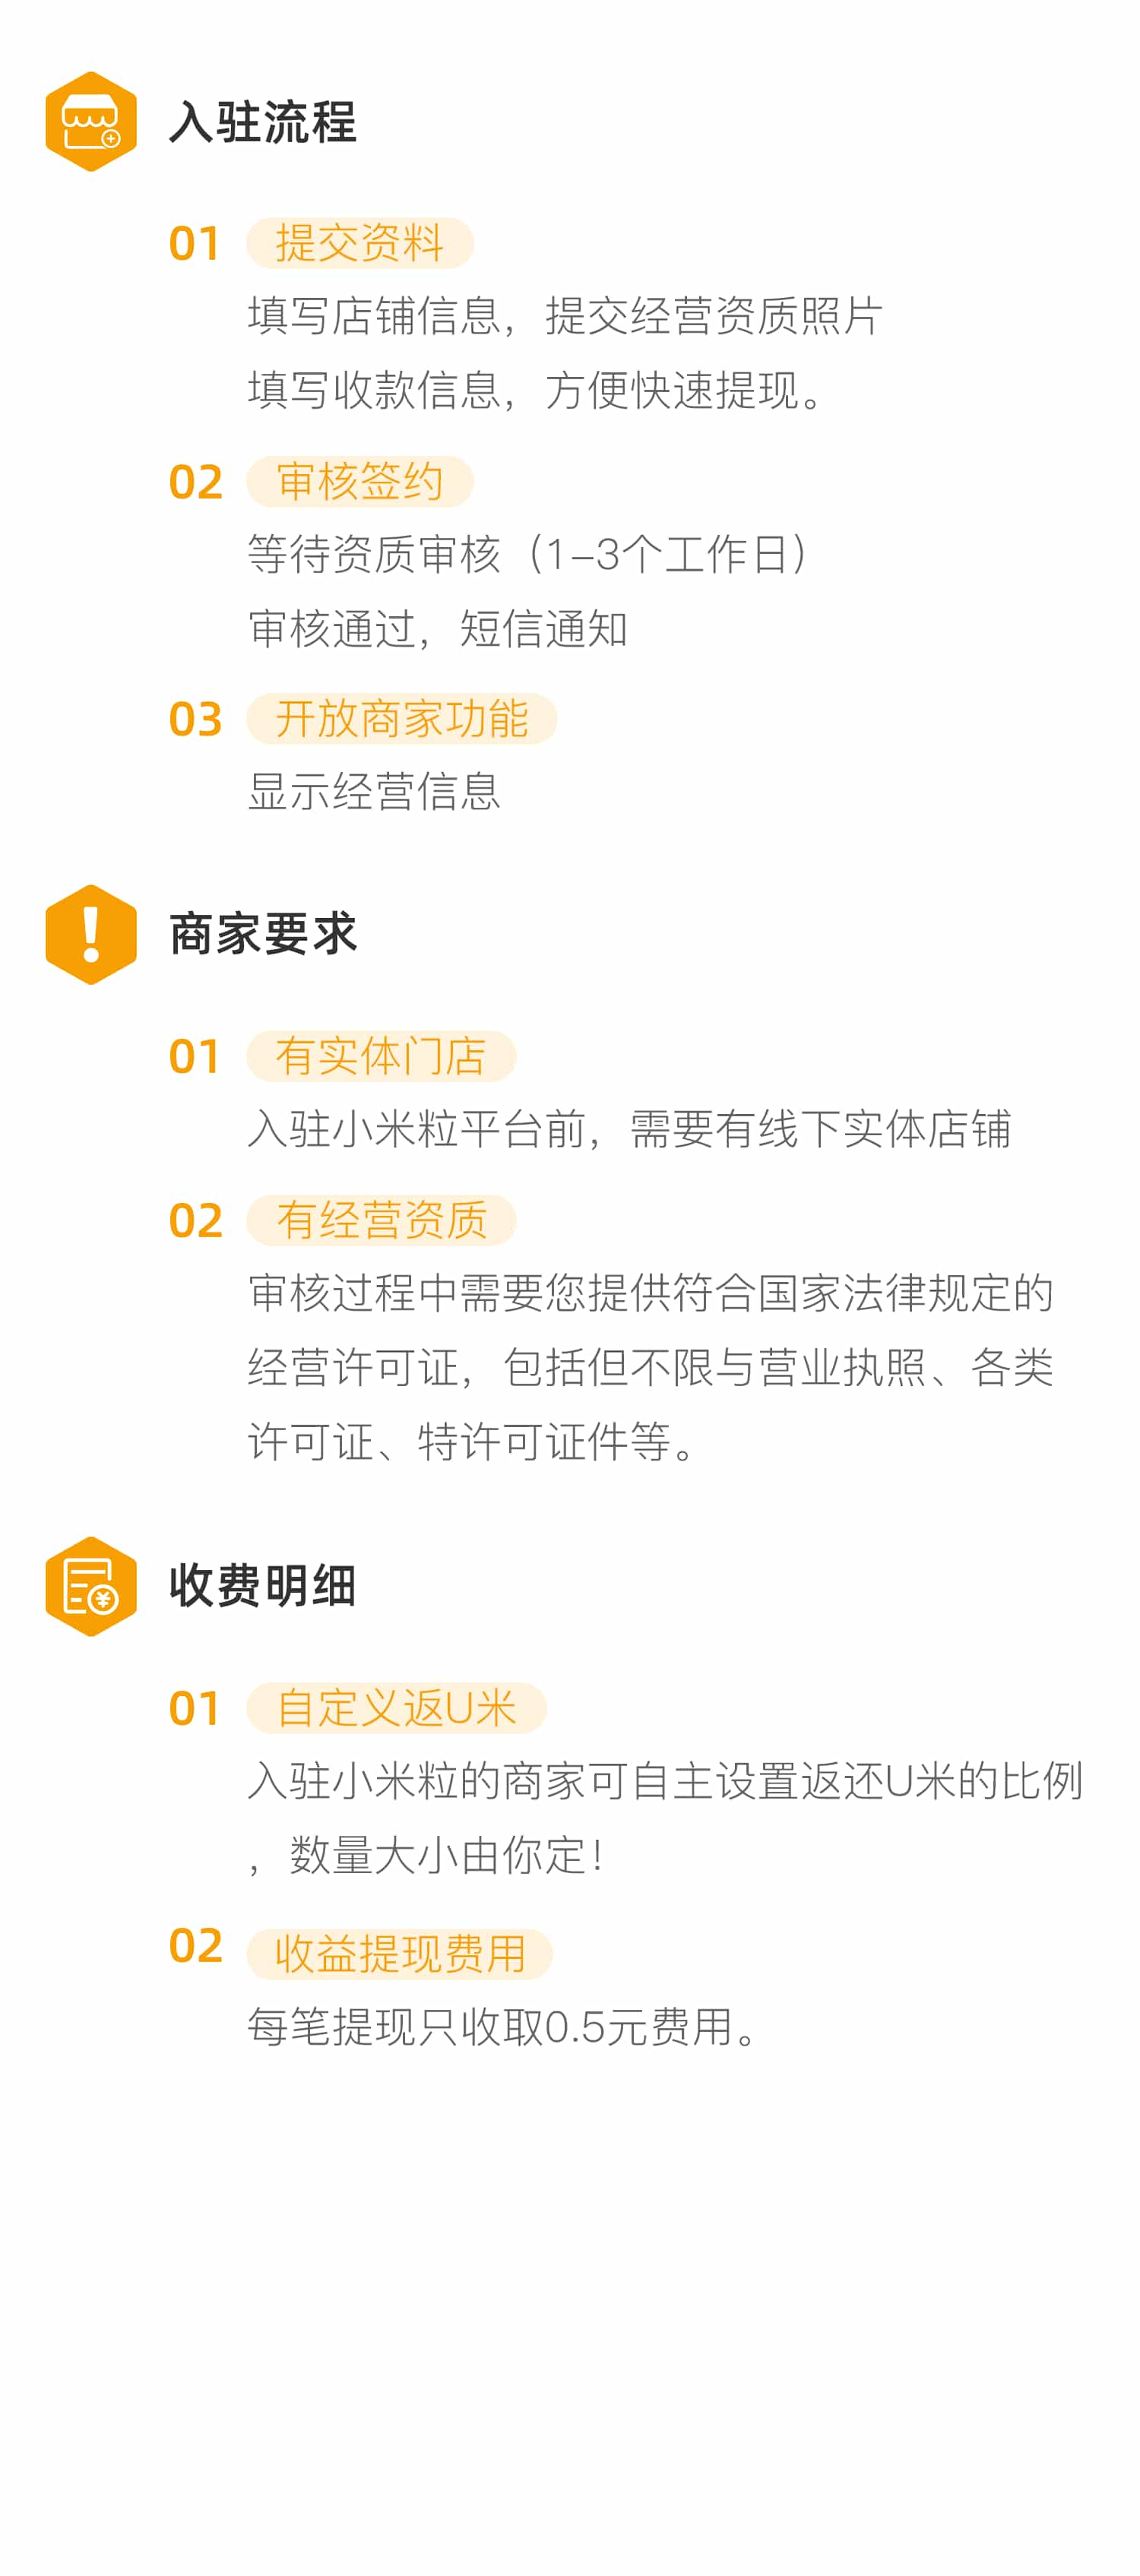 入驻流程
01 提交资料
填写店铺信息，提交经营资质照片
填写收款信息，方便快速提现。
02 审核签约
等待资质审核（1-3个工作日）
审核通过，短信通知
03 开放商家功能
显示经营信息
商家要求
01 有实体门店
入驻小米粒平台前，需要有线下实体店铺
02 有经营资质
审核过程中需要您提供符合国家法律规定的
经营许可证，包括但不限与营业执照、各类
许可证、特许可证件等。
收费明细
01 自定义返U米
入驻小米粒的商家可自主设置返还U米的比例
，数量大小由你定！
02 收益提现费用
每笔提现只收取0.5元费用。